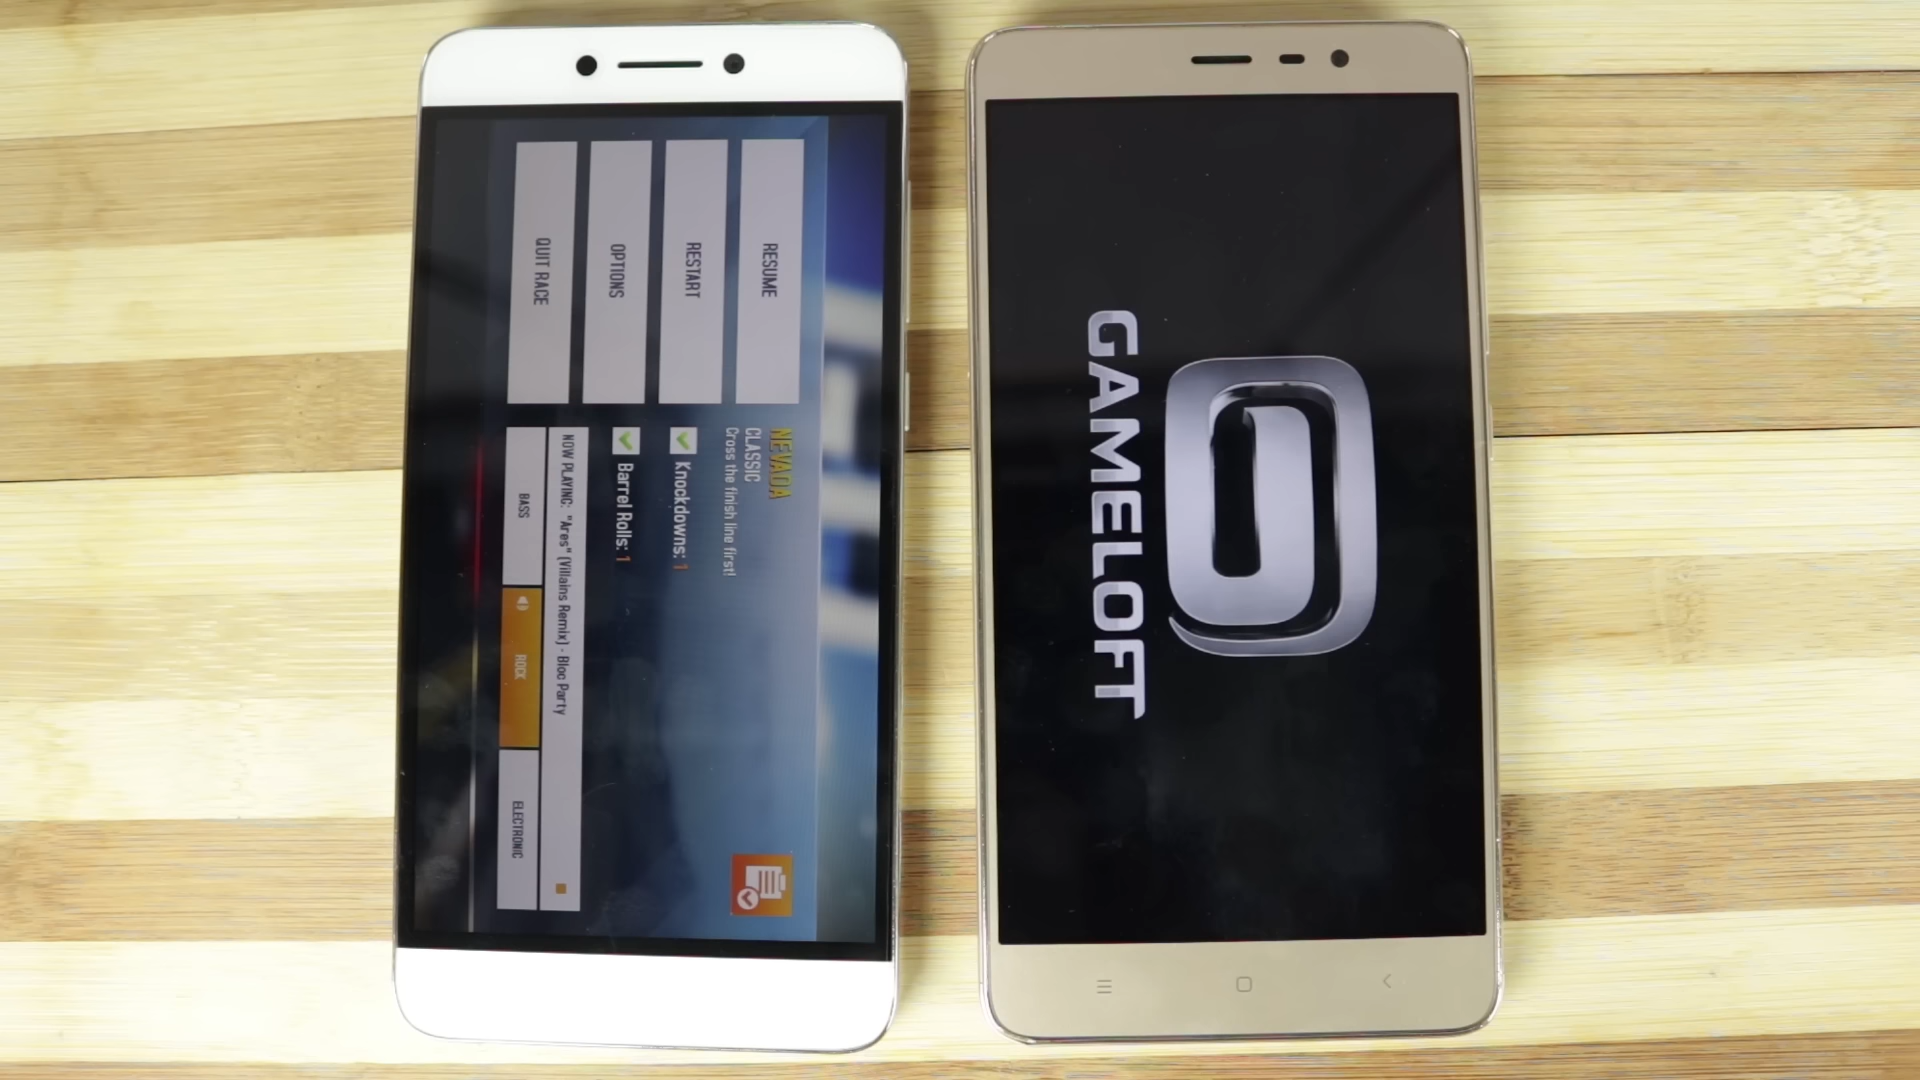 RESUME
RESTART
OPTIONS
QUIT RACE
NEVADA
CLASSIC
Cross the finish line first!
Knockdowns: 1
Barrel Rolls: 1
NOW PLAYING: "Ares" (Villains Remix) - Bloc Party
BASS
ROCK
ELECTRONIC
GAMELOFT